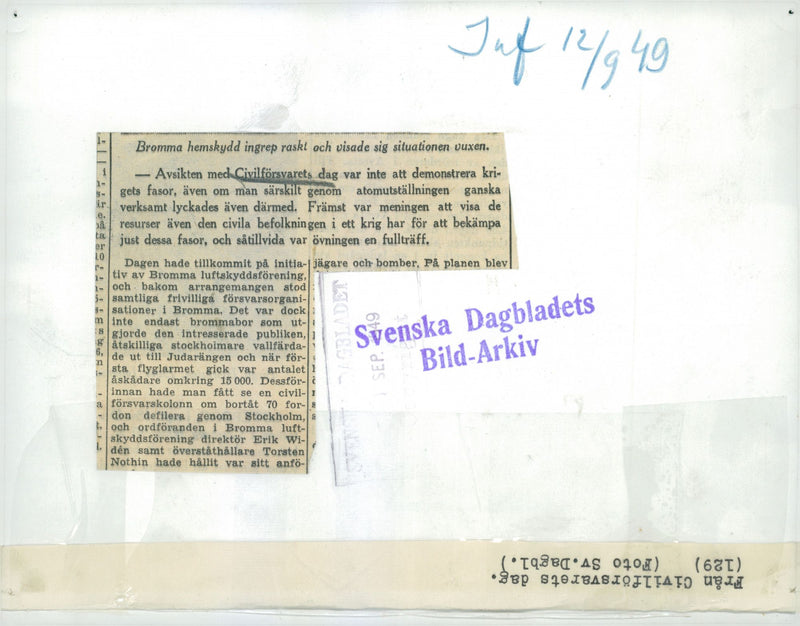 Inf 12/9 49
Bromma hemskydd ingrep raskt och visade sig situationen vuxen.
— Avsikten med Civilförsvarets dag var inte att demonstrera kri-
gets fasor, även om man särskilt genom atomutställningen ganska
verksamt lyckades även därmed. Främst var meningen att visa de
resurser även den civila befolkningen i ett krig har för att bekämpa
just dessa fasor, och såtillvida var övningen en fullträff.
Dagen hade tillkommit på initia-
tiv av Bromma luftskyddsförening,
och bakom arrangemangen stod
samtliga frivilliga försvarsorgani-
sationer i Bromma. Det var dock
inte endast brommabor som ut-
gjorde den intresserade publiken,
åtskilliga stockholmare vallfärda-
de ut till Judarängen och när för-
sta flyglarmet gick var antalet
åskådare omkring 15 000. Dessför-
innan hade man fått se en civil-
försvarskolonn om bortåt 70 for-
don defilera genom Stockholm,
och ordföranden i Bromma luft-
skyddsförening direktör Erik Wi-
dén samt överståthållare Torsten
Nothin hade hållit var sitt anfö-
jägare och bomber. På planen blev
SVENSKA DAGBLADET
SEP. 1949
Svenska Dagbladets
Bild-Arkiv
Från Civilförsvarets dag.
(129) (Foto Sv.Dagbl.)